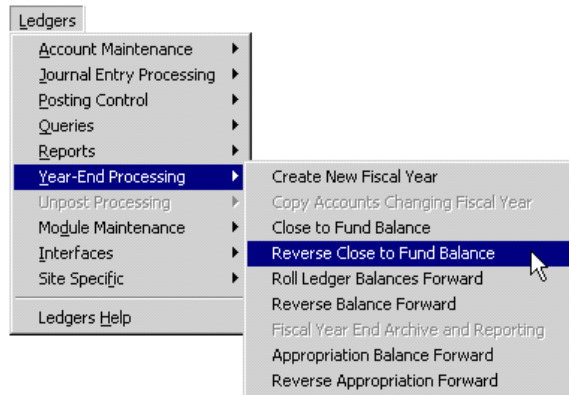 Ledgers
Account Maintenance
Journal Entry Processing
Posting Control
Queries
Reports
Year-End Processing
Unpost Processing
Module Maintenance
Interfaces
Site Specific
Ledgers Help
Create New Fiscal Year
Copy Accounts Changing Fiscal Year
Close to Fund Balance
Reverse Close to Fund Balance
Roll Ledger Balances Forward
Reverse Balance Forward
Fiscal Year End Archive and Reporting
Appropriation Balance Forward
Reverse Appropriation Forward